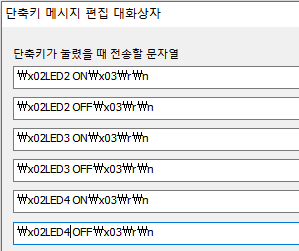 단축키 메시지 편집 대화상자
단축키가 눌렸을 때 전송할 문자열
₩x02LED2 ON₩x03₩r₩n
₩x02LED2 OFF₩x03₩r₩n
₩x02LED3 ON₩x03₩r₩n
₩x02LED3 OFF₩x03₩r₩n
₩x02LED4 ON₩x03₩r₩n
₩x02LED4 OFF₩x03₩r₩n